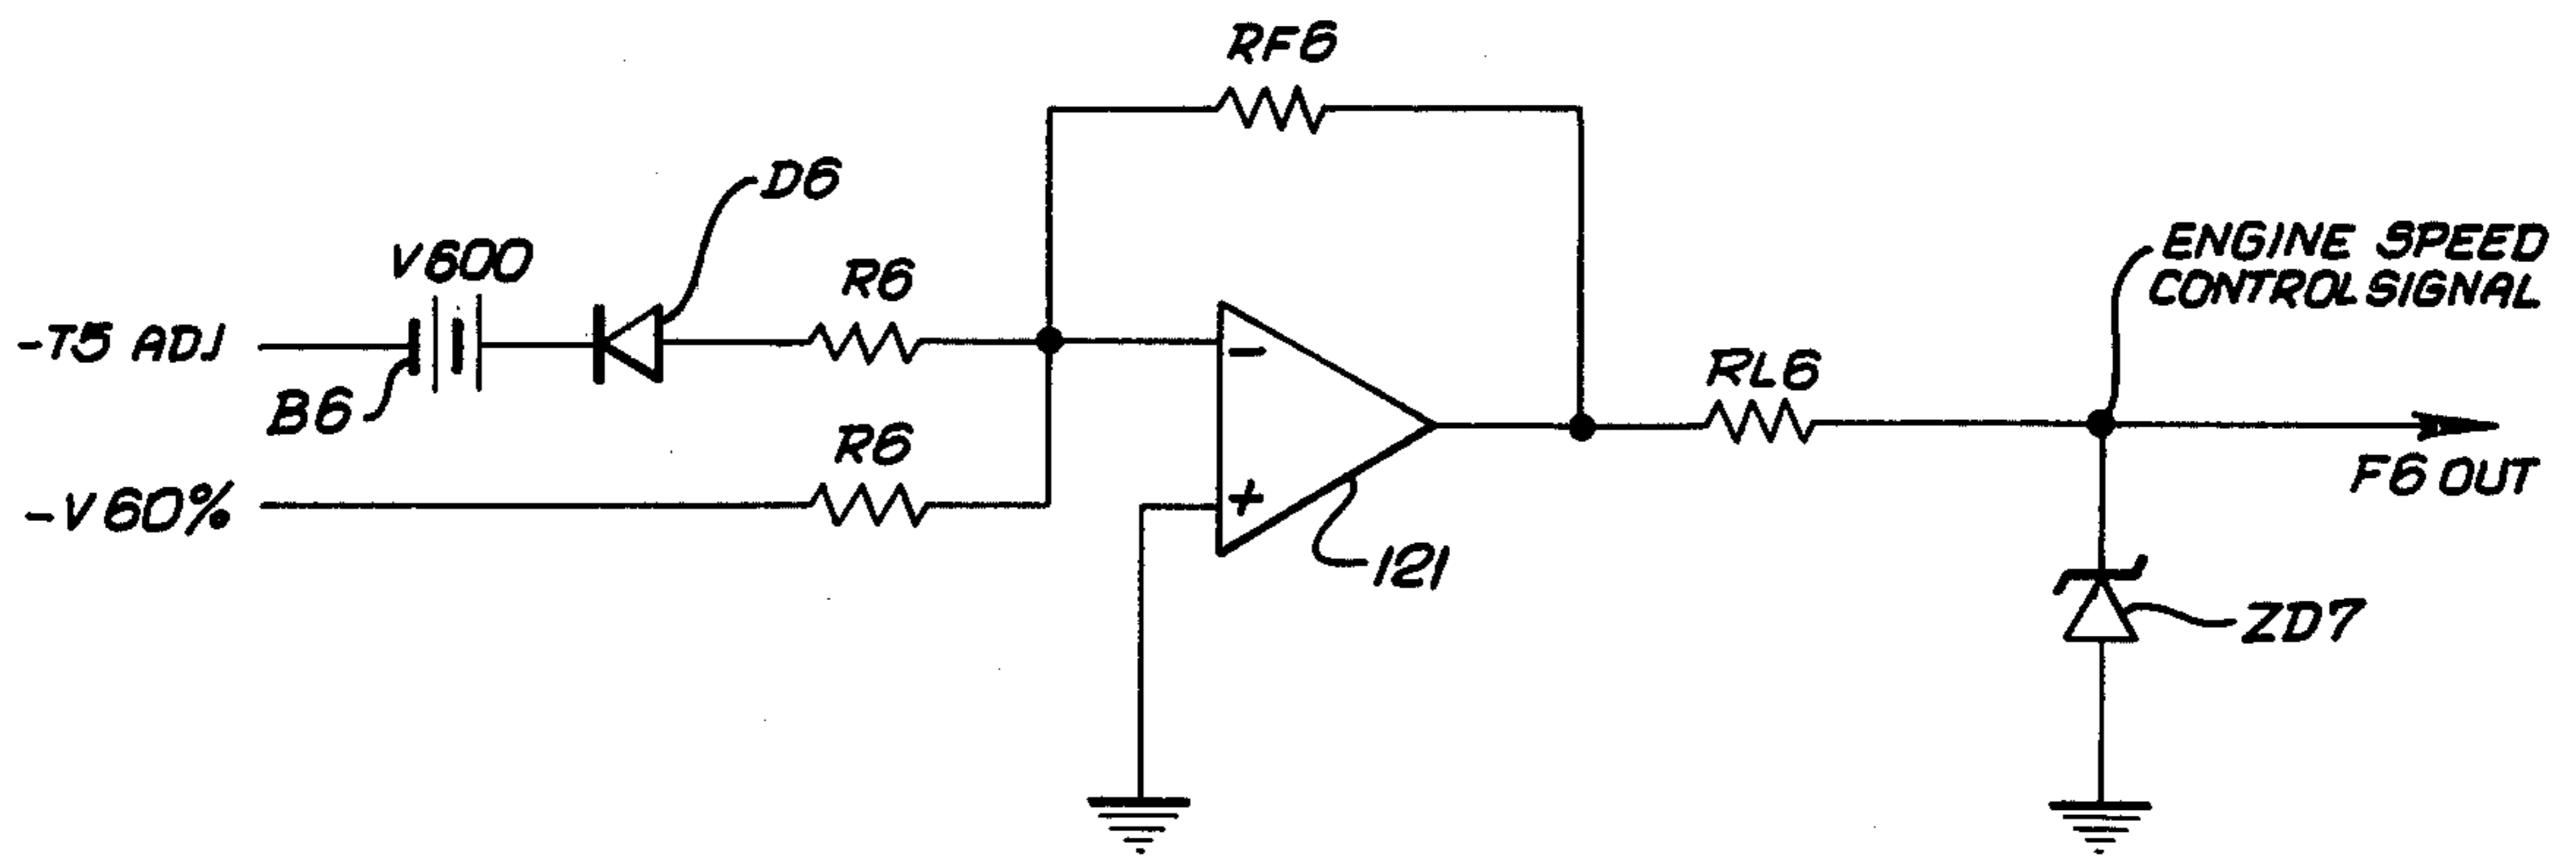 RF6
D6
V600
R6
-T5 ADJ
B6
ENGINE SPEED
CONTROL SIGNAL
RL6
R6
-V60%
-
+
121
F6 OUT
ZD7